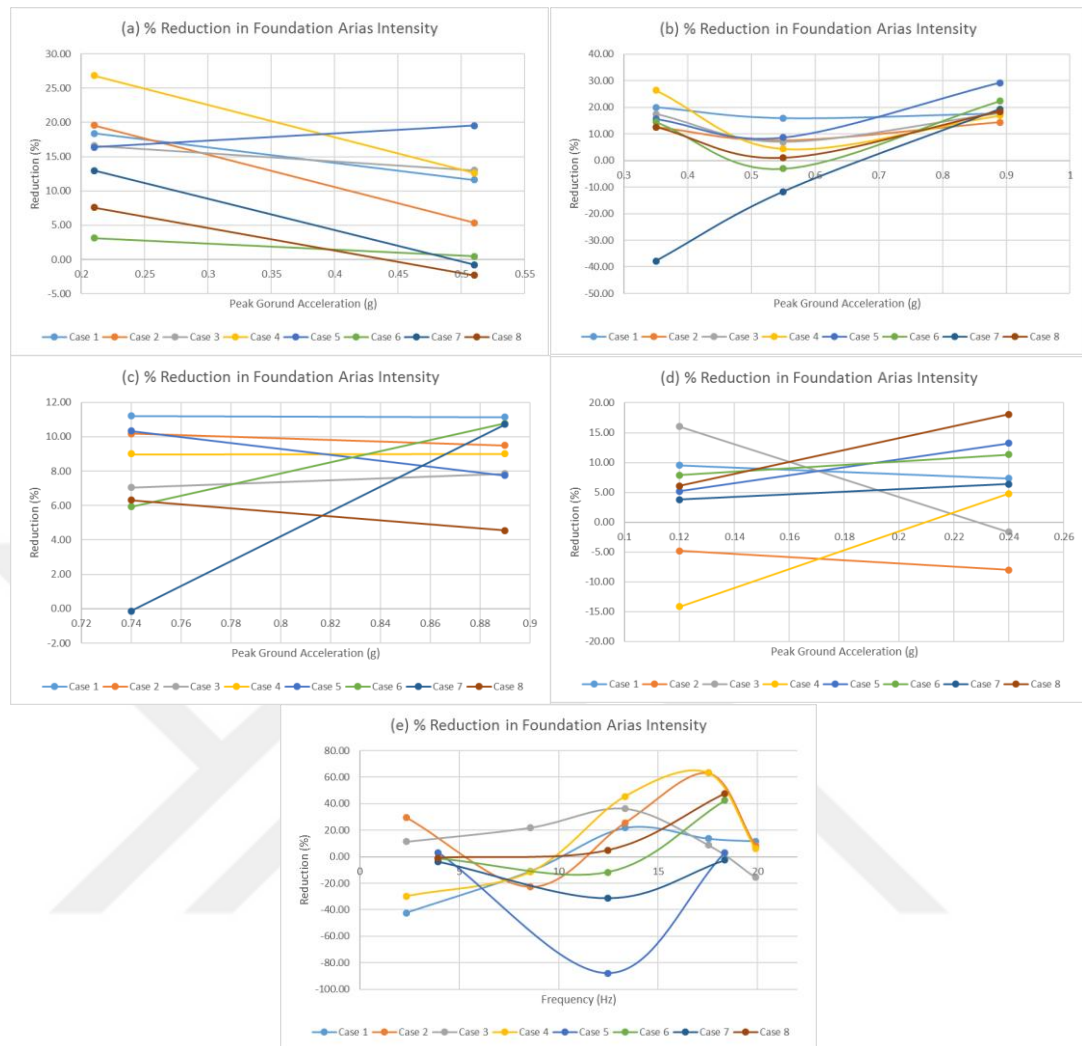 (a) % Reduction in Foundation Arias Intensity
30.00
25.00
20.00
15.00
10.00
5.00
0.00
-5.00
Reduction (%)
0.2 0.25 0.3 0.35 0.4 0.45 0.5 0.55
Peak Gorund Acceleration (g)
Case 1 Case 2 Case 3 Case 4 Case 5 Case 6 Case 7 Case 8
(b) % Reduction in Foundation Arias Intensity
40.00
30.00
20.00
10.00
0.00
-10.00
-20.00
-30.00
-40.00
-50.00
Reduction (%)
0.3 0.4 0.5 0.6 0.7 0.8 0.9 1
Peak Ground Acceleration (g)
Case 1 Case 2 Case 3 Case 4 Case 5 Case 6 Case 7 Case 8
(c) % Reduction in Foundation Arias Intensity
12.00
10.00
8.00
6.00
4.00
2.00
0.00
-2.00
Reduction (%)
0.72 0.74 0.76 0.78 0.8 0.82 0.84 0.86 0.88 0.9
Peak Ground Acceleration (g)
Case 1 Case 2 Case 3 Case 4 Case 5 Case 6 Case 7 Case 8
(d) % Reduction in Foundation Arias Intensity
20.00
15.00
10.00
5.00
0.00
-5.00
-10.00
-15.00
-20.00
Reduction (%)
0.1 0.12 0.14 0.16 0.18 0.2 0.22 0.24 0.26
Peak Ground Acceleration (g)
Case 1 Case 2 Case 3 Case 4 Case 5 Case 6 Case 7 Case 8
(e) % Reduction in Foundation Arias Intensity
80.00
60.00
40.00
20.00
0.00
-20.00
-40.00
-60.00
-80.00
-100.00
Reduction (%)
0 5 10 15 20
Frequency (Hz)
Case 1 Case 2 Case 3 Case 4 Case 5 Case 6 Case 7 Case 8